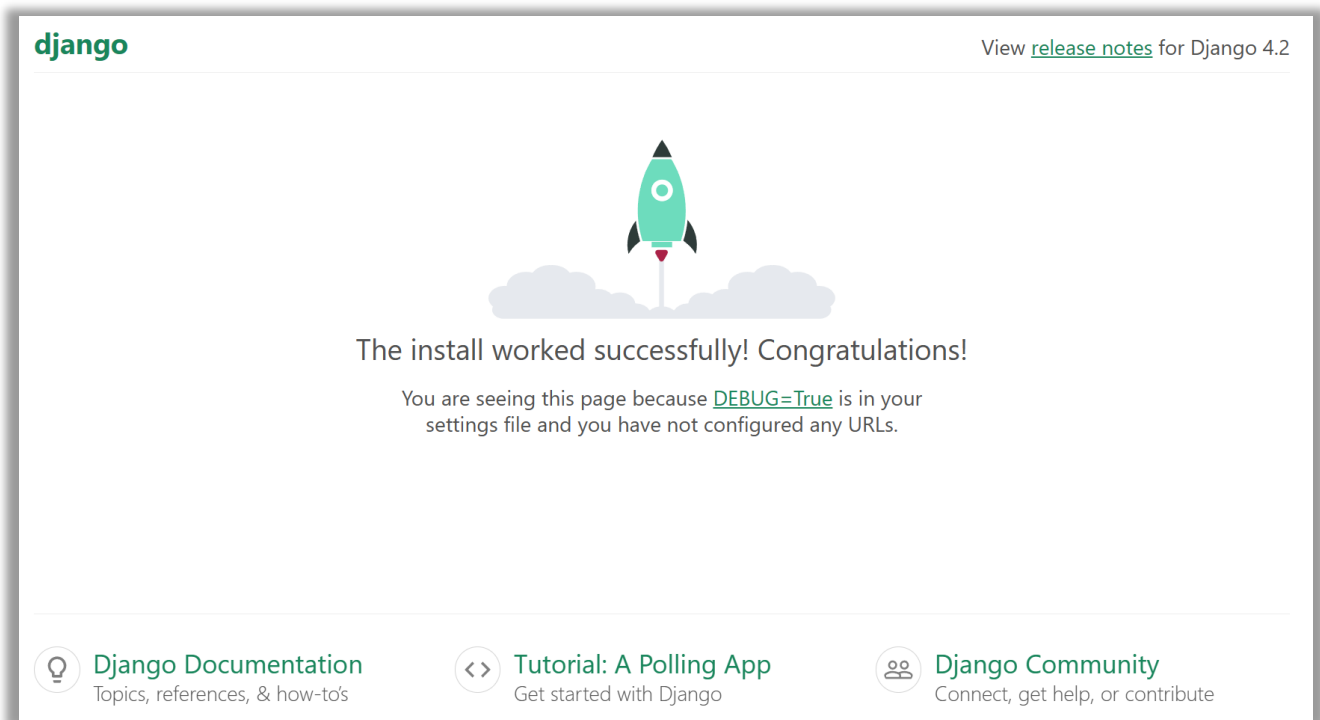 django
View release notes for Django 4.2
The install worked successfully! Congratulations!
You are seeing this page because DEBUG=True is in your
settings file and you have not configured any URLs.
Django Documentation
Topics, references, & how-to’s
Tutorial: A Polling App
Get started with Django
Django Community
Connect, get help, or contribute